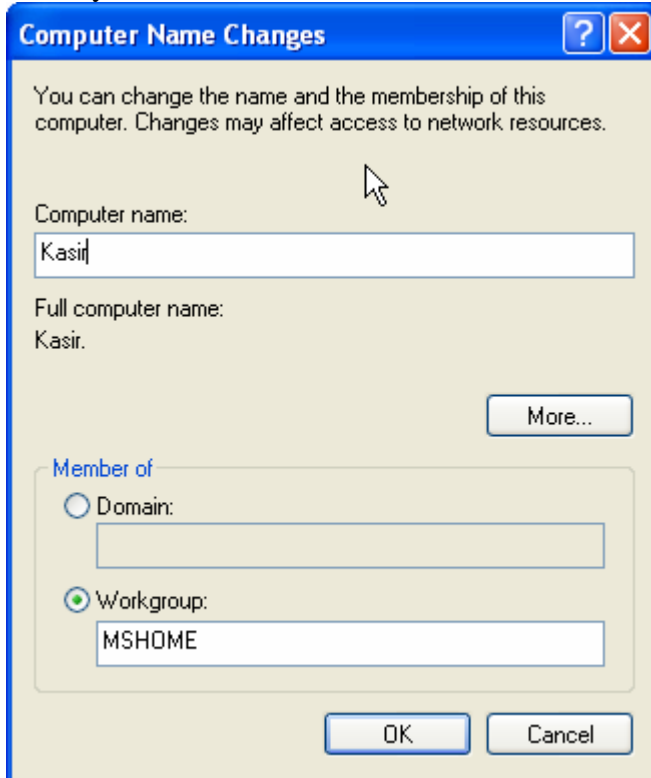 Computer Name Changes
You can change the name and the membership of this
computer. Changes may affect access to network resources.
Computer name:
Kasir
Full computer name:
Kasir.
More...
Member of
Domain:
Workgroup:
MSHOME
OK Cancel